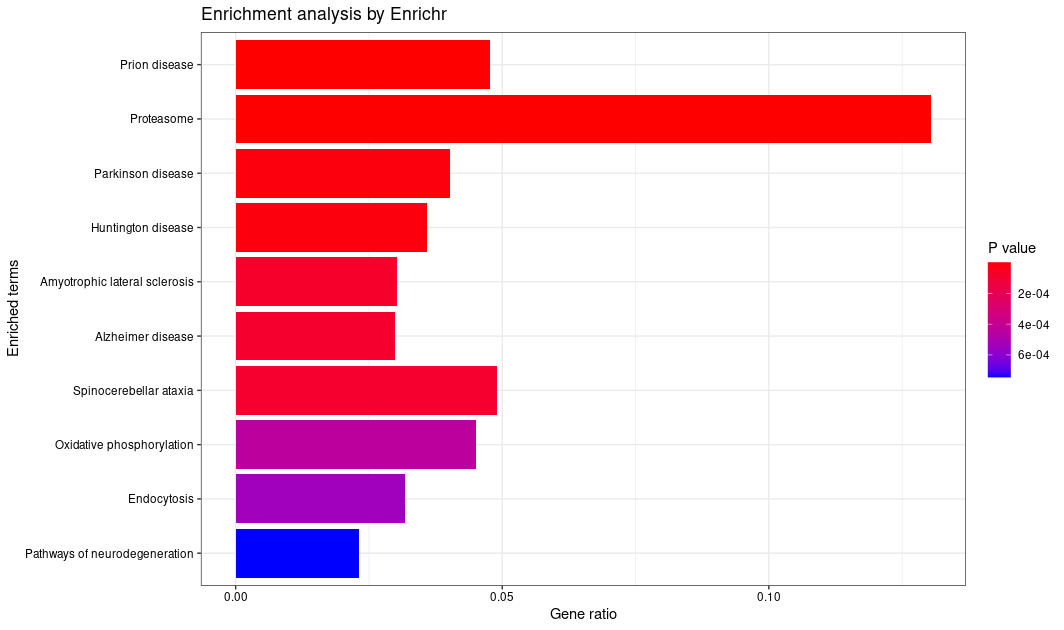 Enrichment analysis by Enrichr
Enriched terms
Prion disease
Proteasome
Parkinson disease
Huntington disease
Amyotrophic lateral sclerosis
Alzheimer disease
Spinocerebellar ataxia
Oxidative phosphorylation
Endocytosis
Pathways of neurodegeneration
0.00
0.05
0.10
Gene ratio
P value
2e-04
4e-04
6e-04